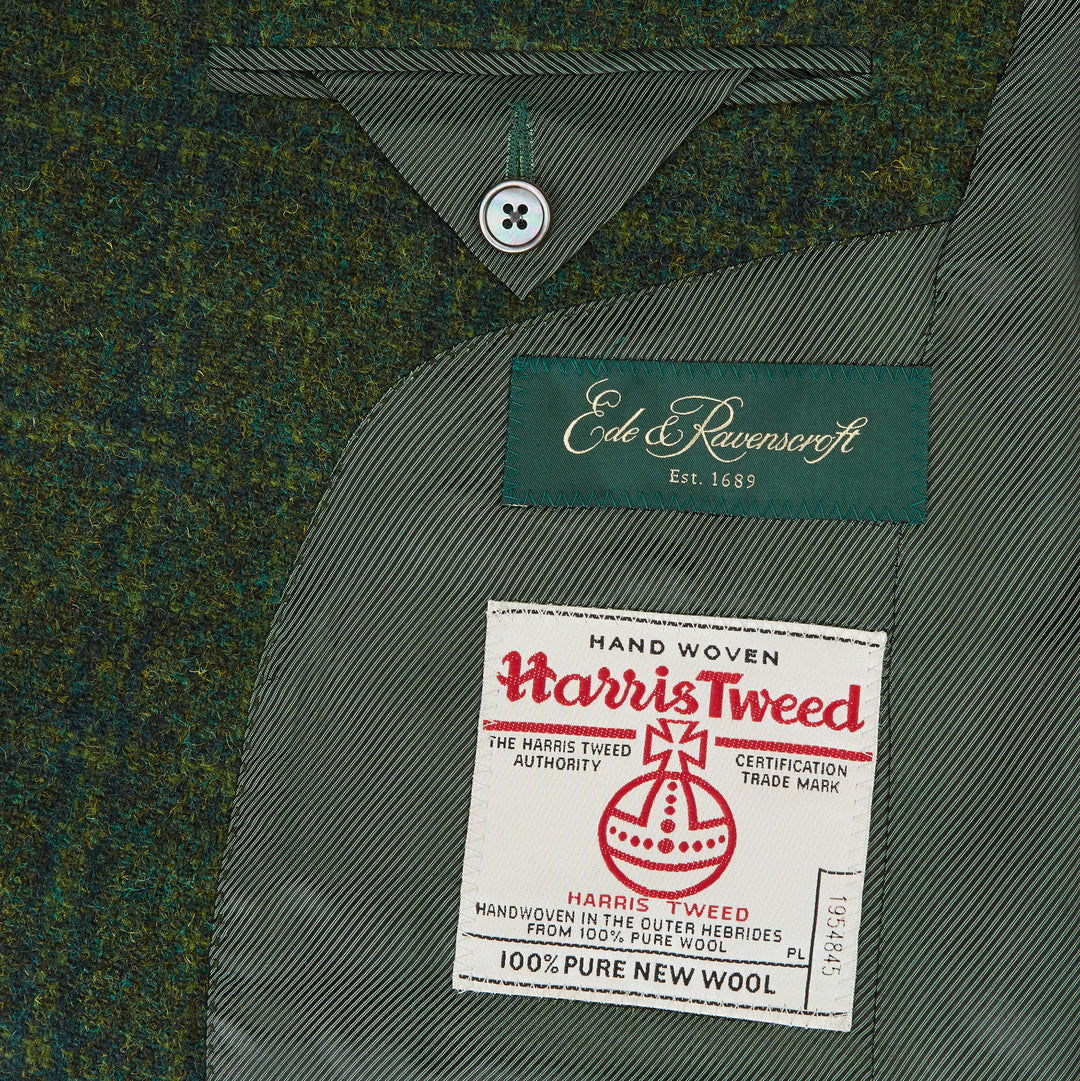 Ede & Ravenscroft
Est. 1689
HAND WOVEN
Harris Tweed
THE HARRIS TWEED
AUTHORITY
CERTIFICATION
TRADE MARK
HARRIS TWEED
HANDWOVEN IN THE OUTER HEBRIDES
FROM 100% PURE WOOL
PL
1954845
100% PURE NEW WOOL